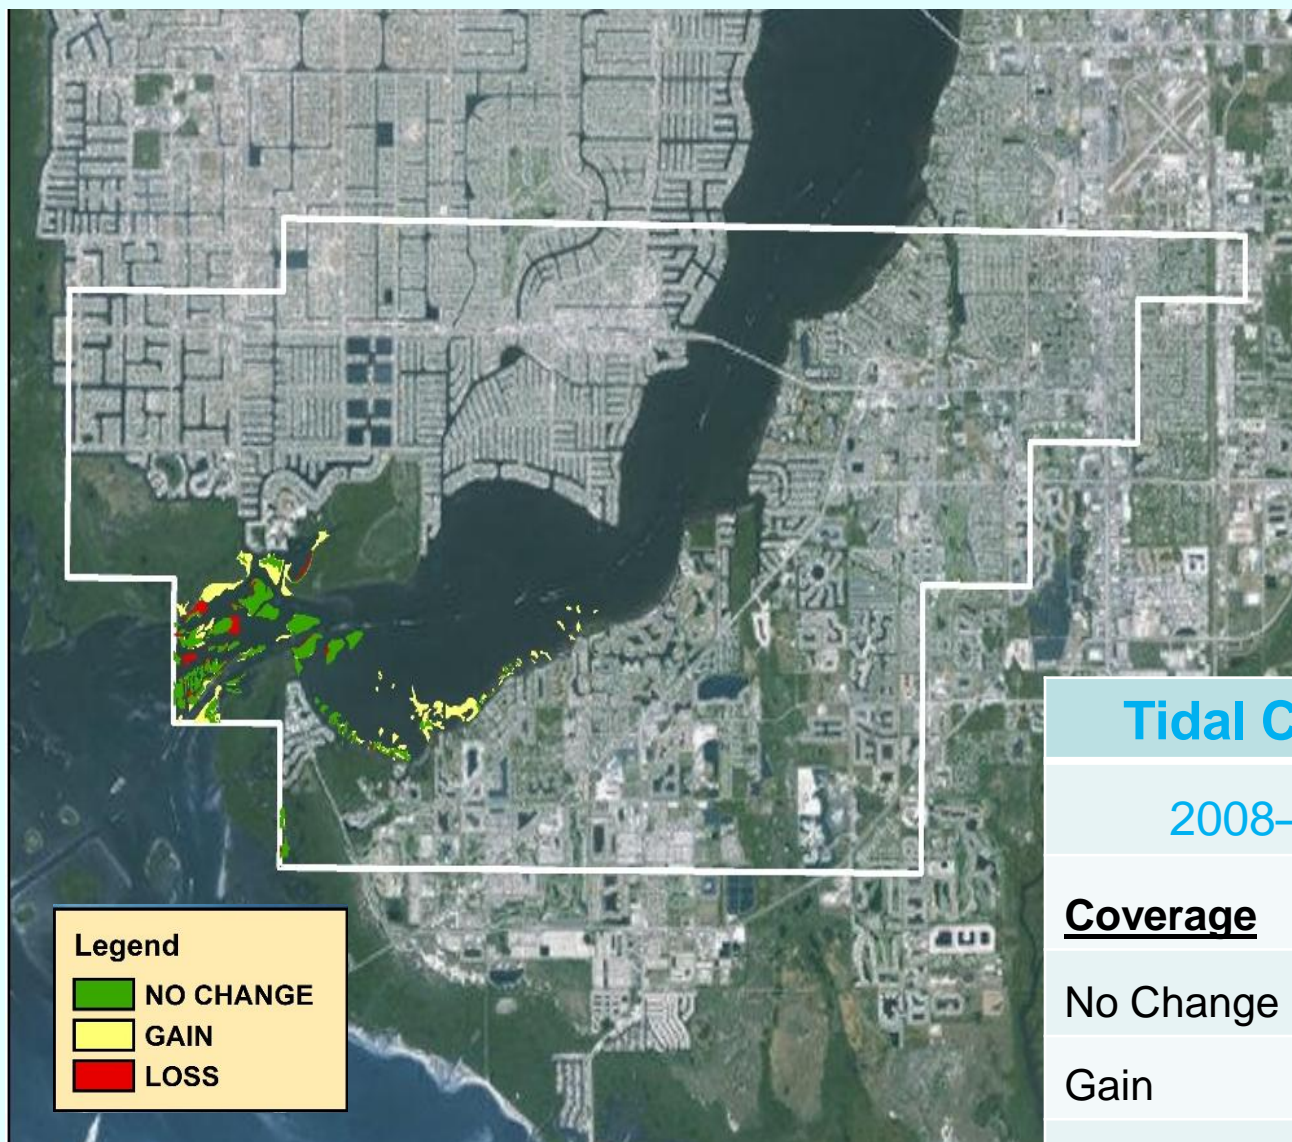 Legend
NO CHANGE
GAIN
LOSS
Tidal C
2008–
Coverage
No Change
Gain